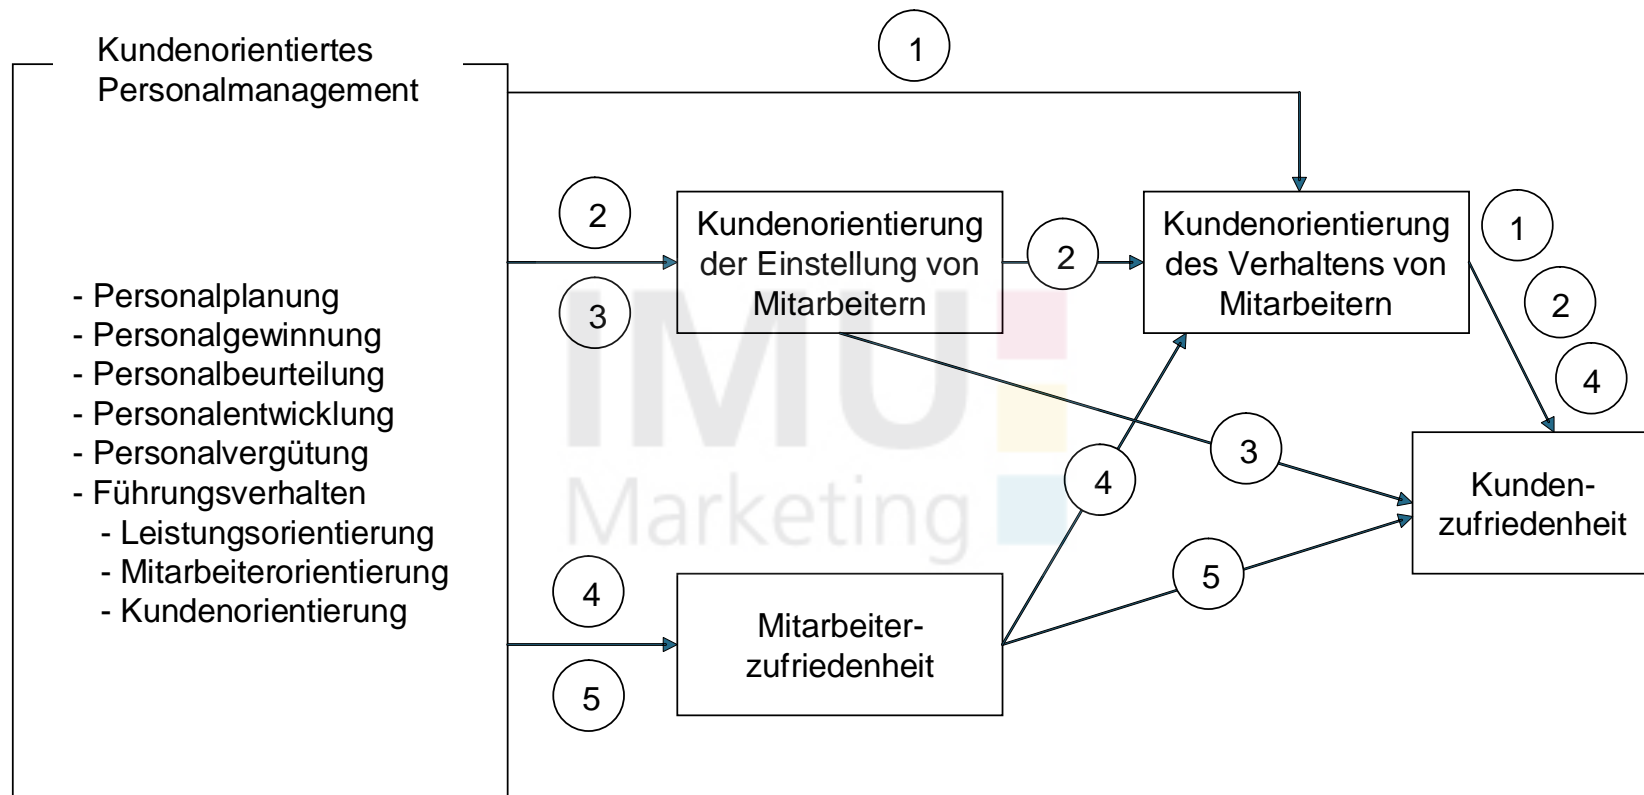 Kundenorientiertes
Personalmanagement
- Personalplanung
- Personalgewinnung
- Personalbeurteilung
- Personalentwicklung
- Personalvergütung
- Führungsverhalten
- Leistungsorientierung
- Mitarbeiterorientierung
- Kundenorientierung
1
2
3
Kundenorientierung
der Einstellung von
Mitarbeitern
2
Kundenorientierung
des Verhaltens von
Mitarbeitern
1
2
4
3
4
5
4
5
Mitarbeiter-
zufriedenheit
Kunden-
zufriedenheit
IMU
Marketing